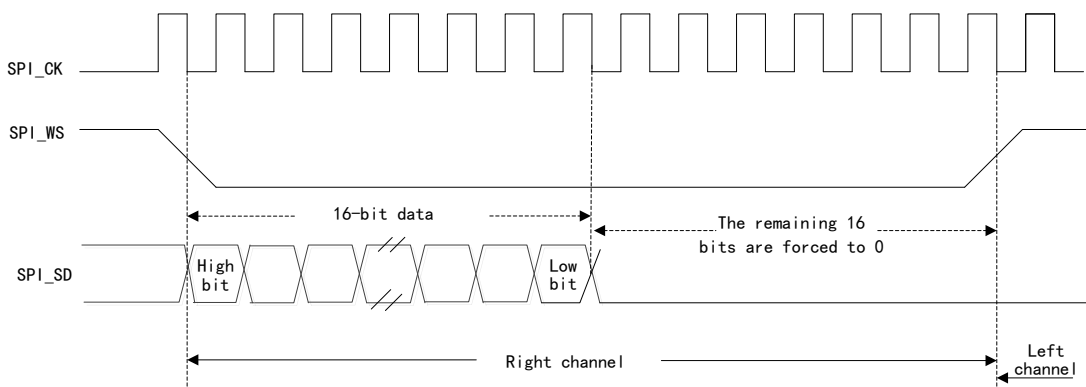 SPI_CK
SPI_WS
16-bit data
The remaining 16
bits are forced to 0
SPI_SD
High
bit
Low
bit
Right channel
Left
channel